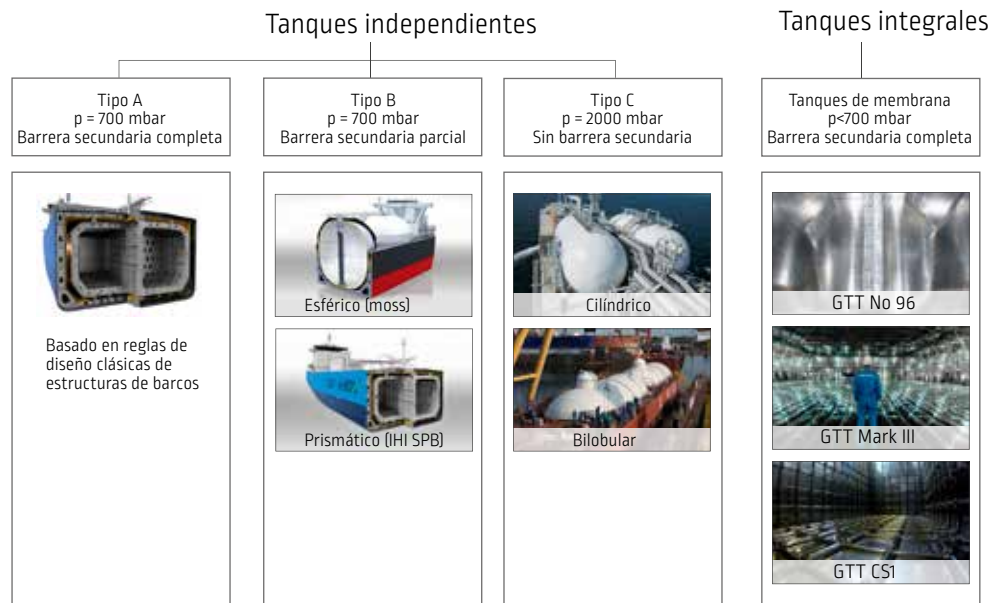 Tanques independientes
Tanques integrales
Tipo A
p = 700 mbar
Barrera secundaria completa
Tipo B
p = 700 mbar
Barrera secundaria parcial
Tipo C
p = 2000 mbar
Sin barrera secundaria
Tanques de membrana
p<700 mbar
Barrera secundaria completa
Basado en reglas de
diseño clásicas de
estructuras de barcos
Esférico (moss)
Prismático (IHI SPB)
Cilíndrico
Bilobular
GTT No 96
GTT Mark III
GTT CS1